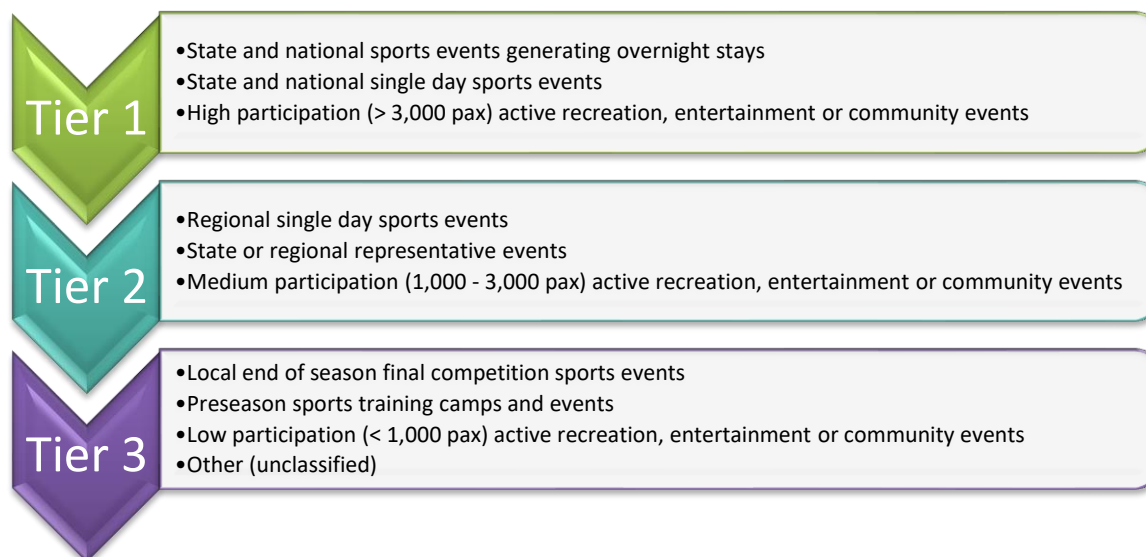 Tier 1
•State and national sports events generating overnight stays
•State and national single day sports events
•High participation (> 3,000 pax) active recreation, entertainment or community events
Tier 2
•Regional single day sports events
•State or regional representative events
•Medium participation (1,000 - 3,000 pax) active recreation, entertainment or community events
Tier 3
•Local end of season final competition sports events
•Preseason sports training camps and events
•Low participation (< 1,000 pax) active recreation, entertainment or community events
•Other (unclassified)